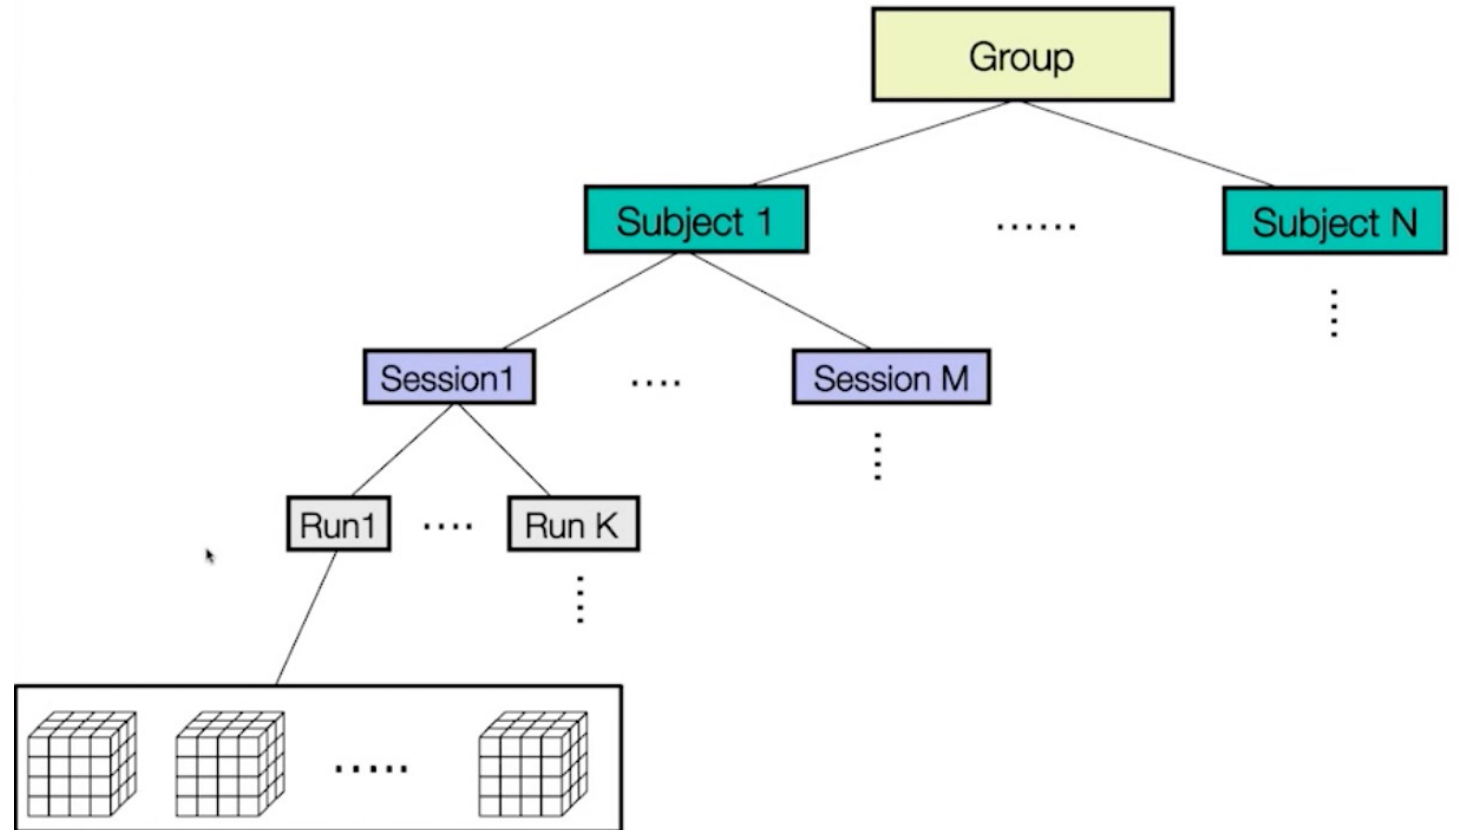 Group
Subject 1
......
Subject N
Session1
....
Session M
Run1
....
Run K
.....